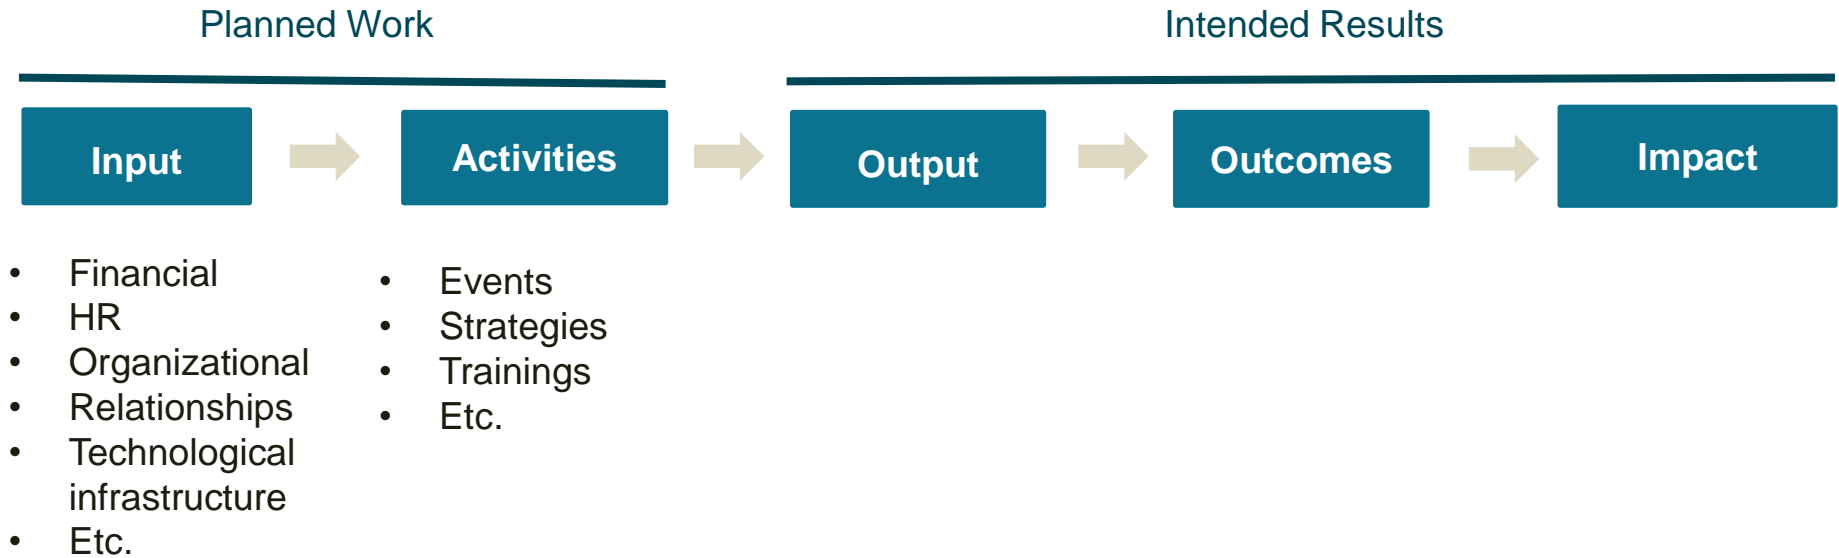 Planned Work
Intended Results
Input
Activities
Output
Outcomes
Impact
• Financial
• HR
• Organizational
• Relationships
• Technological
infrastructure
• Etc.
• Events
• Strategies
• Trainings
• Etc.